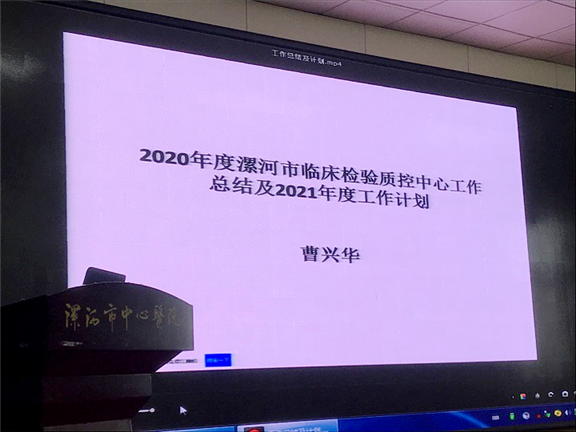 工作总结及计划.mp4
2020年度漯河市临床检验质控中心工作
总结及2021年度工作计划
曹兴华
漯河市中心醫院